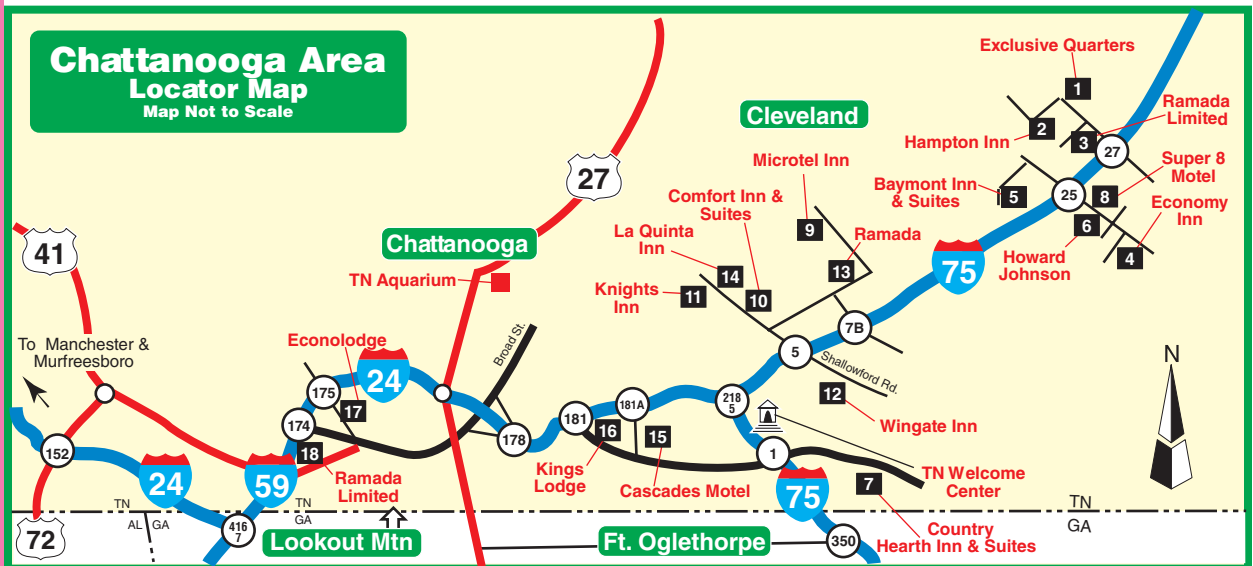 Chattanooga Area
Locator Map
Map Not to Scale
Exclusive Quarters
1
Ramada
Limited
Cleveland
Hampton Inn
2
3
27
Microtel Inn
Super 8
Motel
27
Baymont Inn
& Suites
5
25
8
Comfort Inn &
Suites
Economy
Inn
9
6
La Quinta
Inn
Ramada
41
Chattanooga
Howard
Johnson
4
TN Aquarium
14
13
75
Knights
Inn
11
10
To Manchester &
Murfreesboro
Econolodge
Broad St.
7B
5
Shallowford Rd.
N
24
175
17
181A
218
5
12
174
181
16
15
Wingate Inn
152
18
178
1
Kings
Lodge
Cascades Motel
TN Welcome
Center
24
59
Ramada
Limited
75
7
TN
TN
TN
AL
GA
GA
GA
72
416
7
Lookout Mtn
Ft. Oglethorpe
350
Country
Hearth Inn & Suites